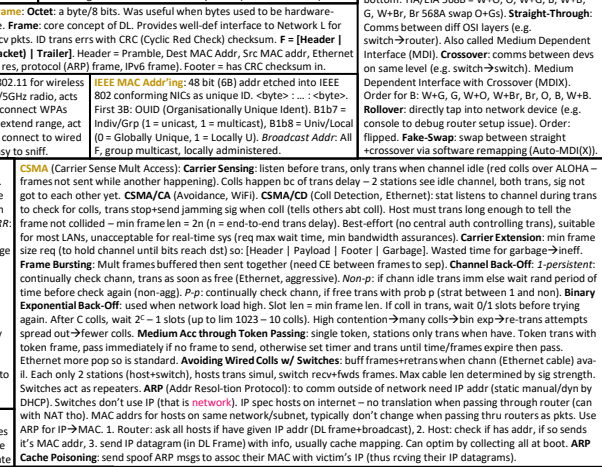 ame: Octet: a byte/8 bits. Was useful when bytes used to be hardware-
Frame: core concept of DL. Provides well-def interface to Network L for
cv pkts. ID trans errs with CRC (Cyclic Check) checksum. F = [Header |
acket) | Trailer]. Header = Pramble, Dest MAC Addr, Src MAC addr, Ethernet
res, protocol (ARP) frame, IPv6 frame). Footer = has CRC checksum in.
802.11 for wireless
/5GHz radio, acts
connect WPAs
extend range, act
connect to wired
sy to sniff.
IEEE MAC Addr'ing: 48 bit (6B) addr etched into IEEE
802 conforming NICs as unique ID. <byte> : ... : <byte>.
First 3B: OUID (Organisationally Unique Ident). B1b7 =
Indiv/Grp (1 = unicast, 1 = multicast), B1b8 = Univ/Local
(0 = Globally Unique, 1 = Locally U). Broadcast Addr: All
F, group multicast, locally administered.
G, W+Br, Br 568A swap O+Gs). Straight-Through:
Comms between diff OSI layers (e.g.
switch→router). Also called Medium Dependent
Interface (MDI). Crossover: comms between devs
on same level (e.g. switch→switch). Medium
Dependent Interface with Crossover (MDIX).
Order for B: W+G, G, W+O, W+Br, Br, O, B, W+B.
Rollover: directly tap into network device (e.g.
console to debug router setup issue). Order:
flipped. Fake-Swap: swap between straight
+crossover via software remapping (Auto-MDI(X)).
CSMA (Carrier Sense Mult Access): Carrier Sensing: listen before trans, only trans when channel idle (red colls over ALOHA –
frames not sent while another happening). Colls happen bc of trans delay – 2 stations see idle channel, both trans, sig not
got to each other yet. CSMA/CA (Avoidance, WiFi). CSMA/CD (Coll Detection, Ethernet): stat listens to channel during trans
to check for colls, trans stop+send jamming sig when coll (tells others abt coll). Host must trans long enough to tell the
frame not collided – min frame len = 2n (n = end-to-end trans delay). Best-effort (no central auth controlling trans), suitable
for most LANs, unacceptable for real-time sys (req max wait time, min bandwidth assurances). Carrier Extension: min frame
size req (to hold channel until bits reach dst) so: [Header | Payload | Footer | Garbage]. Wasted time for garbage→ineff.
Frame Bursting: Mult frames buffered then sent together (need CE between frames to sep). Channel Back-Off: 1-persistent:
continually check trans, trans as soon as free (Ethernet, aggressive). Non-p: if chann idle trans imm else wait rand period of
time before check again (non-agg). P-p: continually check chann, if free trans with prob p (strat between 1 and non). Binary
Exponential Back-Off: used when network load high. Slot len = min frame len. If coll in trans, wait 0/1 slots before trying
again. After C colls, wait 2ᶜ – 1 slots (up to lim 1023 – 10 colls). High contention→many colls→bin exp→re-trans attempts
spread out→fewer colls. Medium Acc through Token Passing: single token, stations only trans when have. Token trans with
token frame, pass immediately if no frame to send, otherwise set timer and trans until time/frames expire then pass.
Ethernet more pop so is standard. Avoiding Wired Colls w/ Switches: buff frames+retrans when chann (Ethernet cable) ava-
il. Each only 2 stations (host+switch), hosts trans simul, switch recv+fwds frames. Max cable len determined by sig strength.
Switches act as repeaters. ARP (Addr Resol-tion Protocol): to comm outside of network need IP addr (static manual/dyn by
DHCP). Switches don't use IP (that is network). IP spec hosts on internet – no translation when passing through router (can
with NAT tho). MAC addrs for hosts on same network/subnet, typically don't change when passing thru routers as pkts. Use
ARP for IP→MAC. 1. Router: ask all hosts if have given IP addr (DL frame+broadcast), 2. Host: check if has addr, if so sends
it's MAC addr, 3. send IP datagram (in DL Frame) with info, usually cache mapping. Can optim by collecting all at boot. ARP
Cache Poisoning: send spoof ARP msgs to assoc their MAC with victim's IP (thus rcving their IP datagrams).